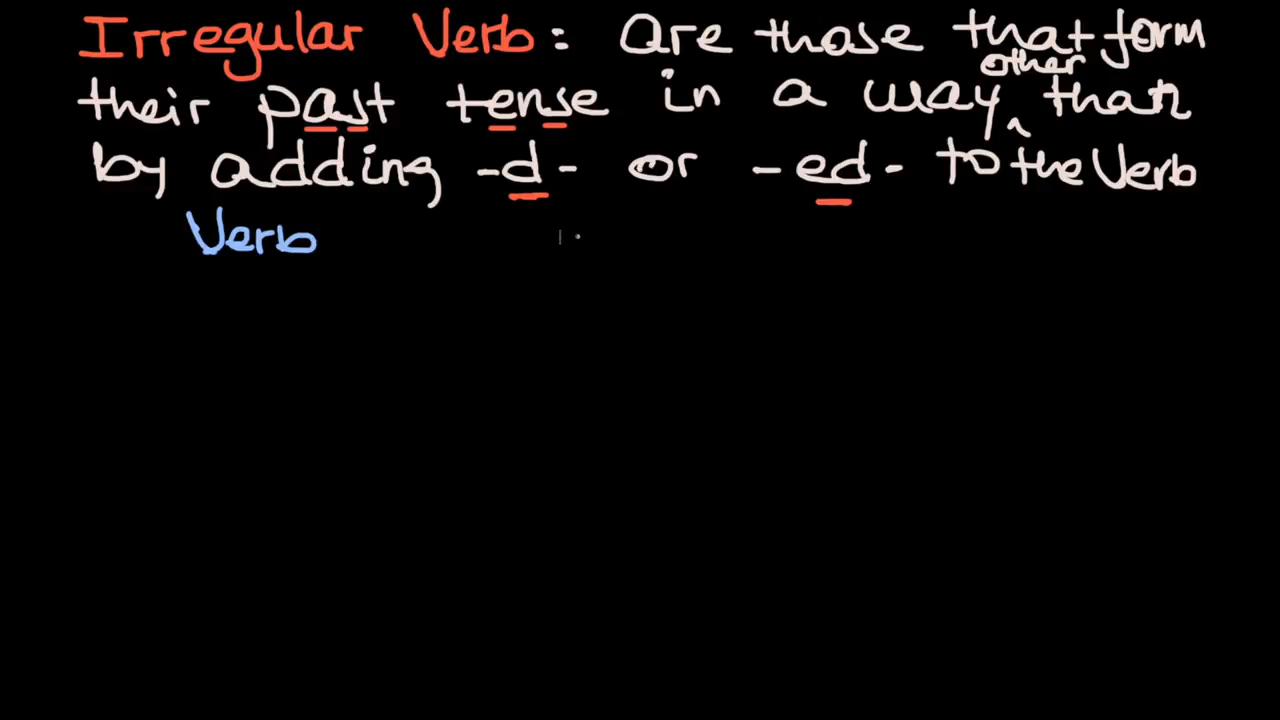 Irregular Verb: are those that form
their past tense in a way other than
by adding -d- or -ed- to the verb
Verb